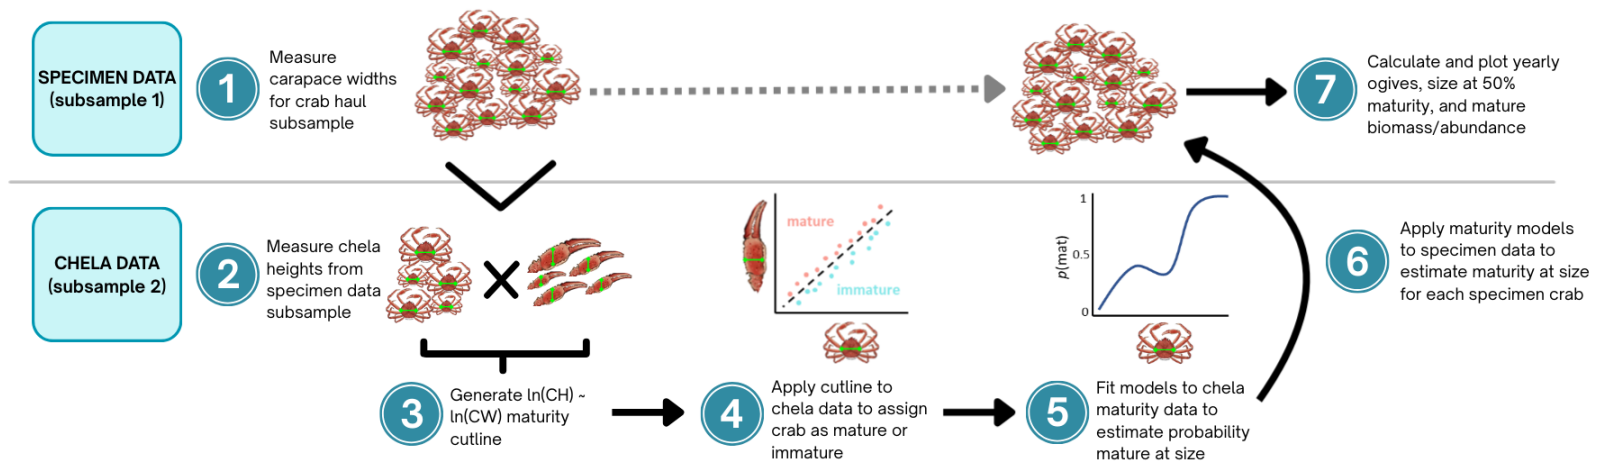 SPECIMEN DATA
(subsample 1)
1
Measure
carapace widths
for crab haul
subsample
7
Calculate and plot yearly
ogives, size at 50%
maturity, and mature
biomass/abundance
CHELA DATA
(subsample 2)
2
Measure chela
heights from
specimen data
subsample
mature
immature
p(mat)
1
0.5
0
6
Apply maturity models
to specimen data to
estimate maturity at size
for each specimen crab
3
Generate ln(CH) ~
ln(CW) maturity
cutline
4
Apply cutline to
chela data to assign
crab as mature or
immature
5
Fit models to chela
maturity data to
estimate probability
mature at size